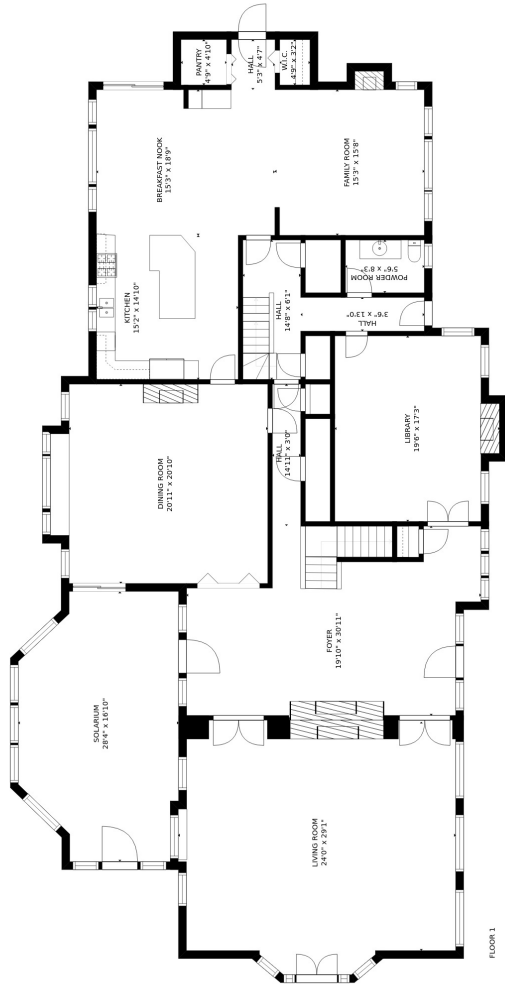 PANTRY
4'9" x 4'10"
HALL
5'3" x 4'7"
W.I.C.
4'9" x 3'2"
BREAKFAST NOOK
15'3" x 18'9"
FAMILY ROOM
15'3" x 15'8"
POWDER ROOM
5'6" x 8'3"
KITCHEN
15'2" x 14'10"
HALL
14'8" x 6'1"
HALL
3'6" x 13'0"
DINING ROOM
20'11" x 20'10"
HALL
14'11" x 3'0"
LIBRARY
19'6" x 17'3"
FOYER
19'10" x 30'11"
SOLARIUM
28'4" x 16'10"
LIVING ROOM
24'0" x 29'1"
FLOOR 1